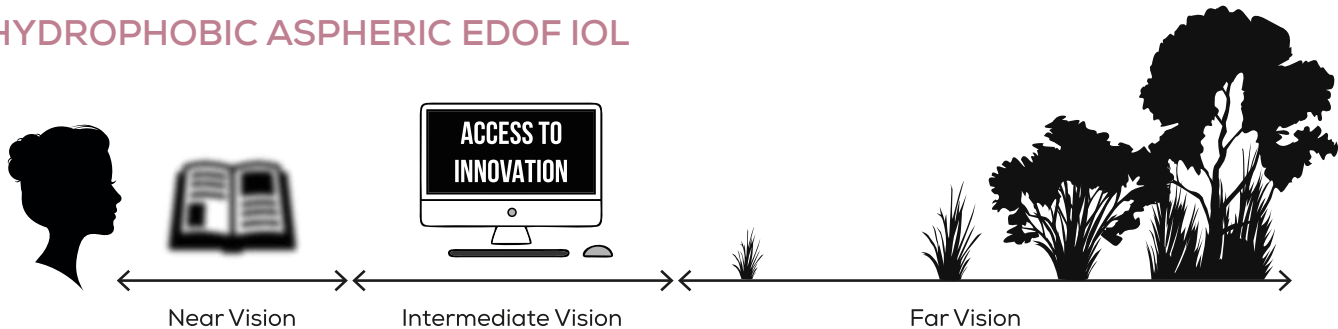 HYDROPHOBIC ASPHERIC EDOF IOL
ACCESS TO
INNOVATION
Near Vision
Intermediate Vision
Far Vision